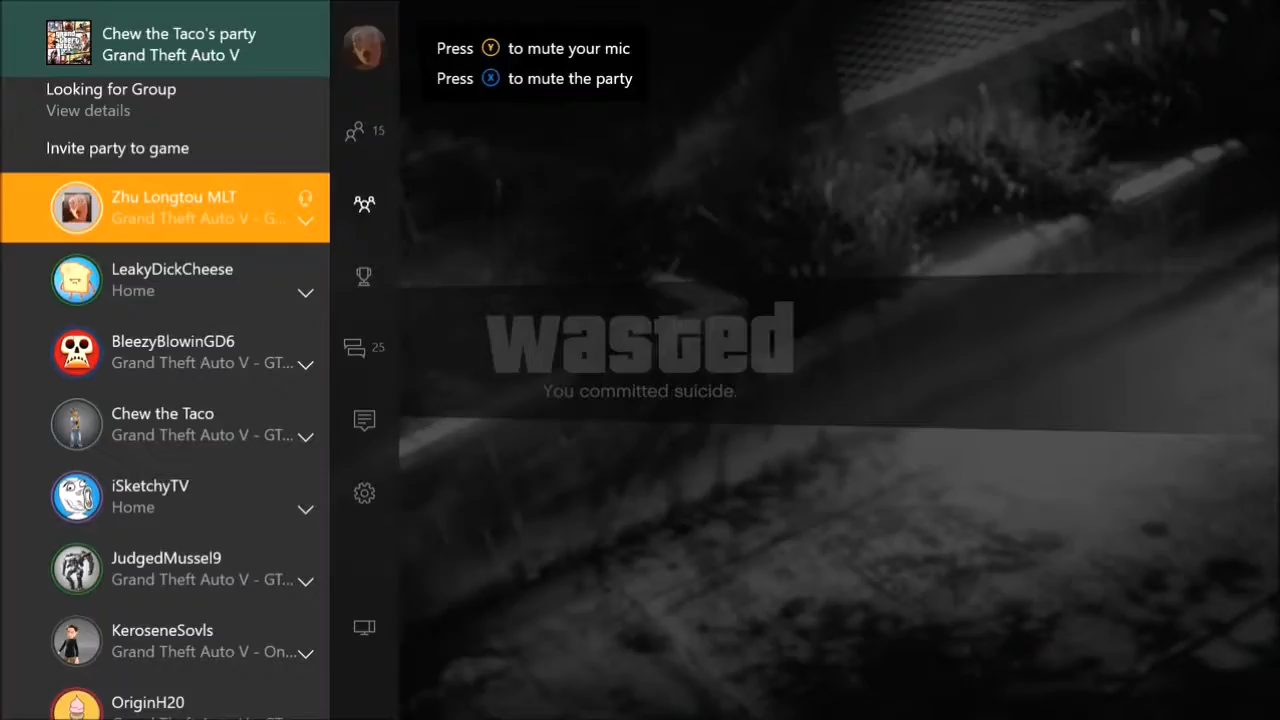 Chew the Taco's party
Grand Theft Auto V
Looking for Group
View details
Invite party to game
Zhu Longtou MLT
Grand Theft Auto V - G...
LeakyDickCheese
Home
BleezyBlowinGD6
Grand Theft Auto V - GT...
Chew the Taco
Grand Theft Auto V - GT...
iSketchyTV
Home
JudgedMussel9
Grand Theft Auto V - GT...
KeroseneSovls
Grand Theft Auto V - On...
OriginH20
15
25
Press Y to mute your mic
Press X to mute the party
wasted
You committed suicide.